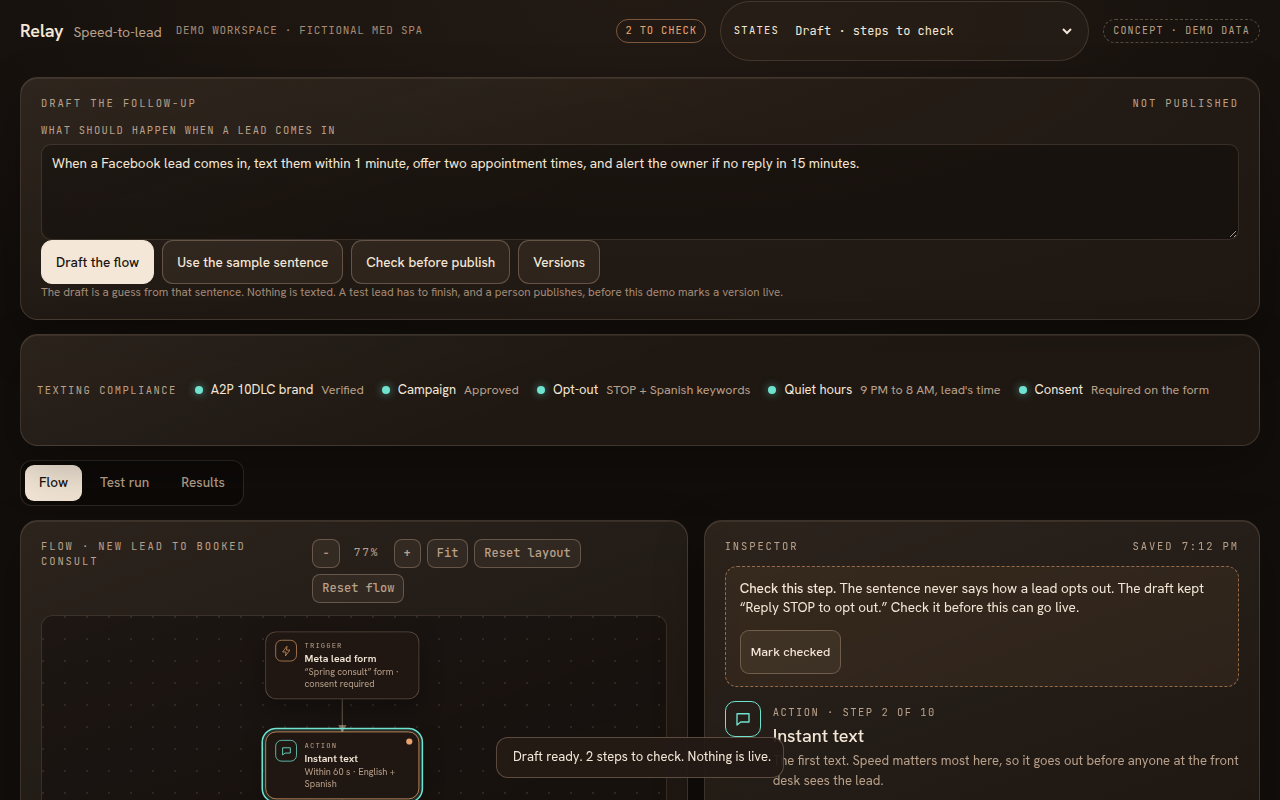 Relay Speed-to-lead DEMO WORKSPACE · FICTIONAL MED SPA 2 TO CHECK STATES Draft · steps to check CONCEPT · DEMO DATA
DRAFT THE FOLLOW-UP NOT PUBLISHED
WHAT SHOULD HAPPEN WHEN A LEAD COMES IN
When a Facebook lead comes in, text them within 1 minute, offer two appointment times, and alert the owner if no reply in 15 minutes.
Draft the flow Use the sample sentence Check before publish Versions
The draft is a guess from that sentence. Nothing is texted. A test lead has to finish, and a person publishes, before this demo marks a version live.
TEXTING COMPLIANCE A2P 10DLC brand Verified Campaign Approved Opt-out STOP + Spanish keywords Quiet hours 9 PM to 8 AM, lead's time Consent Required on the form
Flow Test run Results
FLOW · NEW LEAD TO BOOKED CONSULT
- 77% + Fit Reset layout
Reset flow
TRIGGER
Meta lead form
“Spring consult” form ·
consent required
ACTION
Instant text
Within 60 s · English +
Spanish
INSPECTOR SAVED 7:12 PM
Check this step. The sentence never says how a lead opts out. The draft kept
“Reply STOP to opt out.” Check it before this can go live.
Mark checked
ACTION · STEP 2 OF 10
Instant text
The first text. Speed matters most here, so it goes out before anyone at the front
desk sees the lead.
Draft ready. 2 steps to check. Nothing is live.